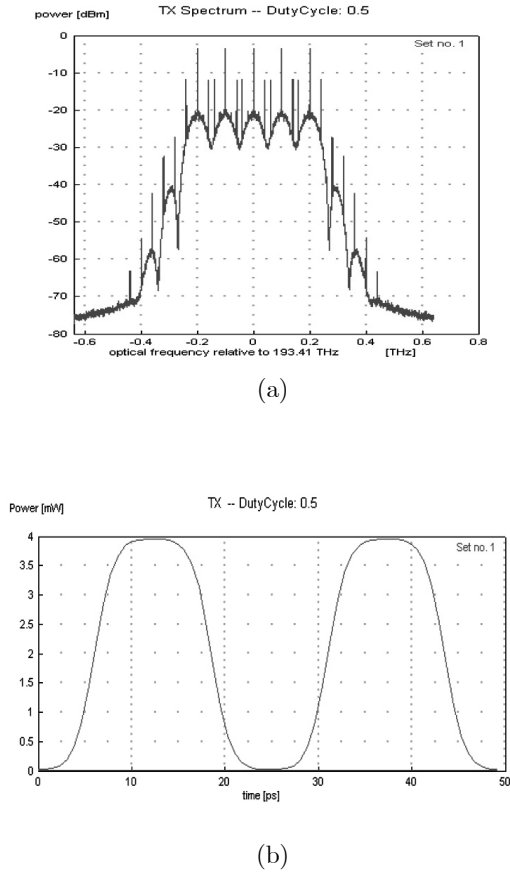 TX Spectrum -- DutyCycle: 0.5
power [dBm]
Set no. 1
0
-10
-20
-30
-40
-50
-60
-70
-80
-0.6 -0.4 -0.2 0 0.2 0.4 0.6 0.8
optical frequency relative to 193.41 THz [THz]
(a)
TX -- DutyCycle: 0.5
Power [mW]
Set no. 1
4
3.5
3
2.5
2
1.5
1
0.5
0
0 10 20 30 40 50
time [ps]
(b)